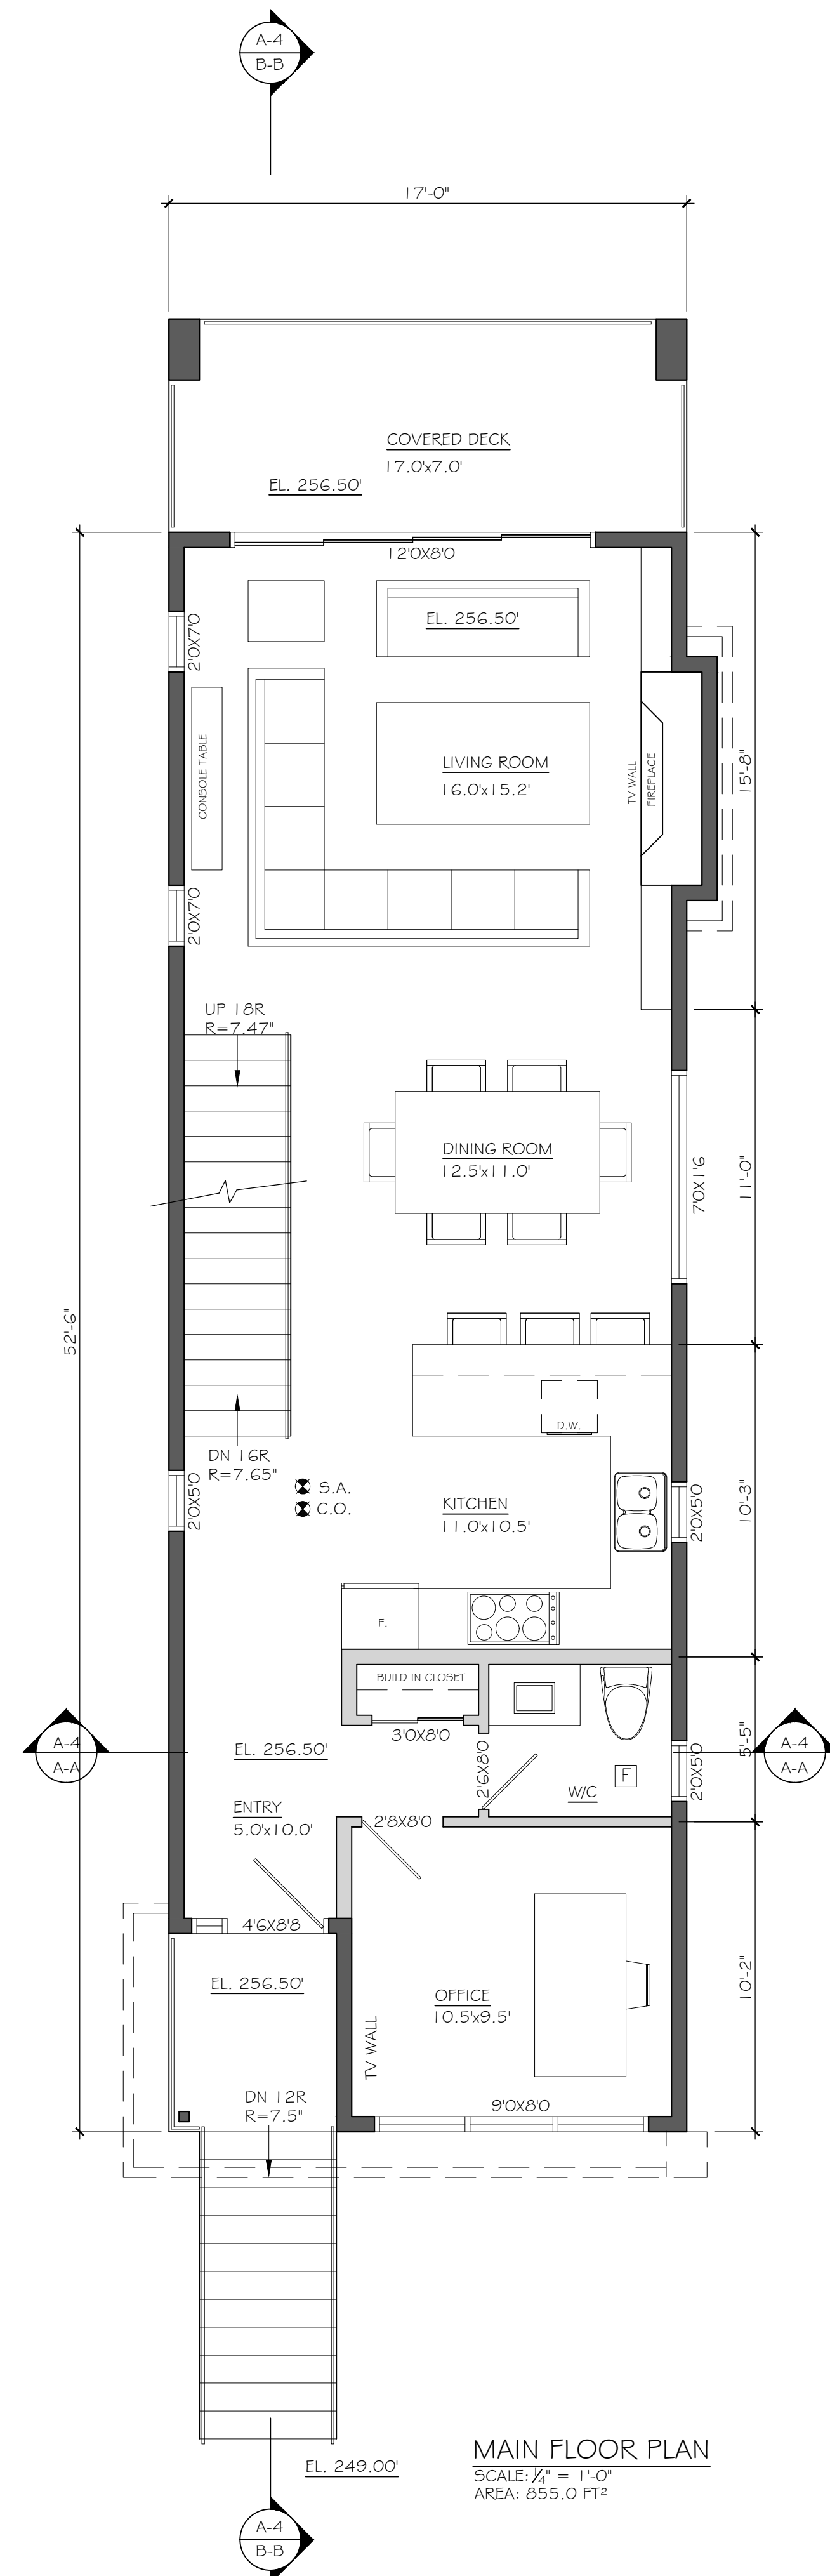 A-4
B-B
17'-0"
COVERED DECK
17.0'x7.0'
EL. 256.50'
12'0X8'0
2'0X7'0
EL. 256.50'
CONSOLE TABLE
LIVING ROOM
16.0'x15.2'
TV WALL
FIREPLACE
15'-8"
2'0X7'0
UP 18R
R=7.47"
DINING ROOM
12.5'x11.0'
7'0X1'6
11'-0"
52'-6"
D.W.
DN 16R
R=7.65"
2'0X5'0
S.A.
C.O.
KITCHEN
11.0'x10.5'
2'0X5'0
10'-3"
F.
BUILD IN CLOSET
3'0X8'0
A-4
A-A
EL. 256.50'
2'6X8'0
W/C
F
2'0X5'0
5'-5"
A-4
A-A
ENTRY
5.0'x10.0'
2'8X8'0
4'6X8'8
EL. 256.50'
OFFICE
10.5'x9.5'
TV WALL
10'-2"
DN 12R
R=7.5"
9'0X8'0
EL. 249.00'
MAIN FLOOR PLAN
SCALE: 1/4" = 1'-0"
AREA: 855.0 FT²
A-4
B-B